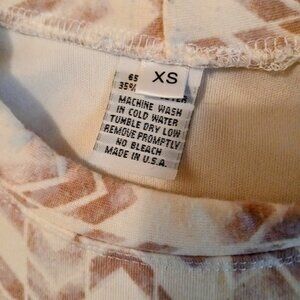 XS
65
35%
MACHINE WASH
IN COLD WATER
TUMBLE DRY LOW
REMOVE PROMPTLY
NO BLEACH
MADE IN U.S.A.